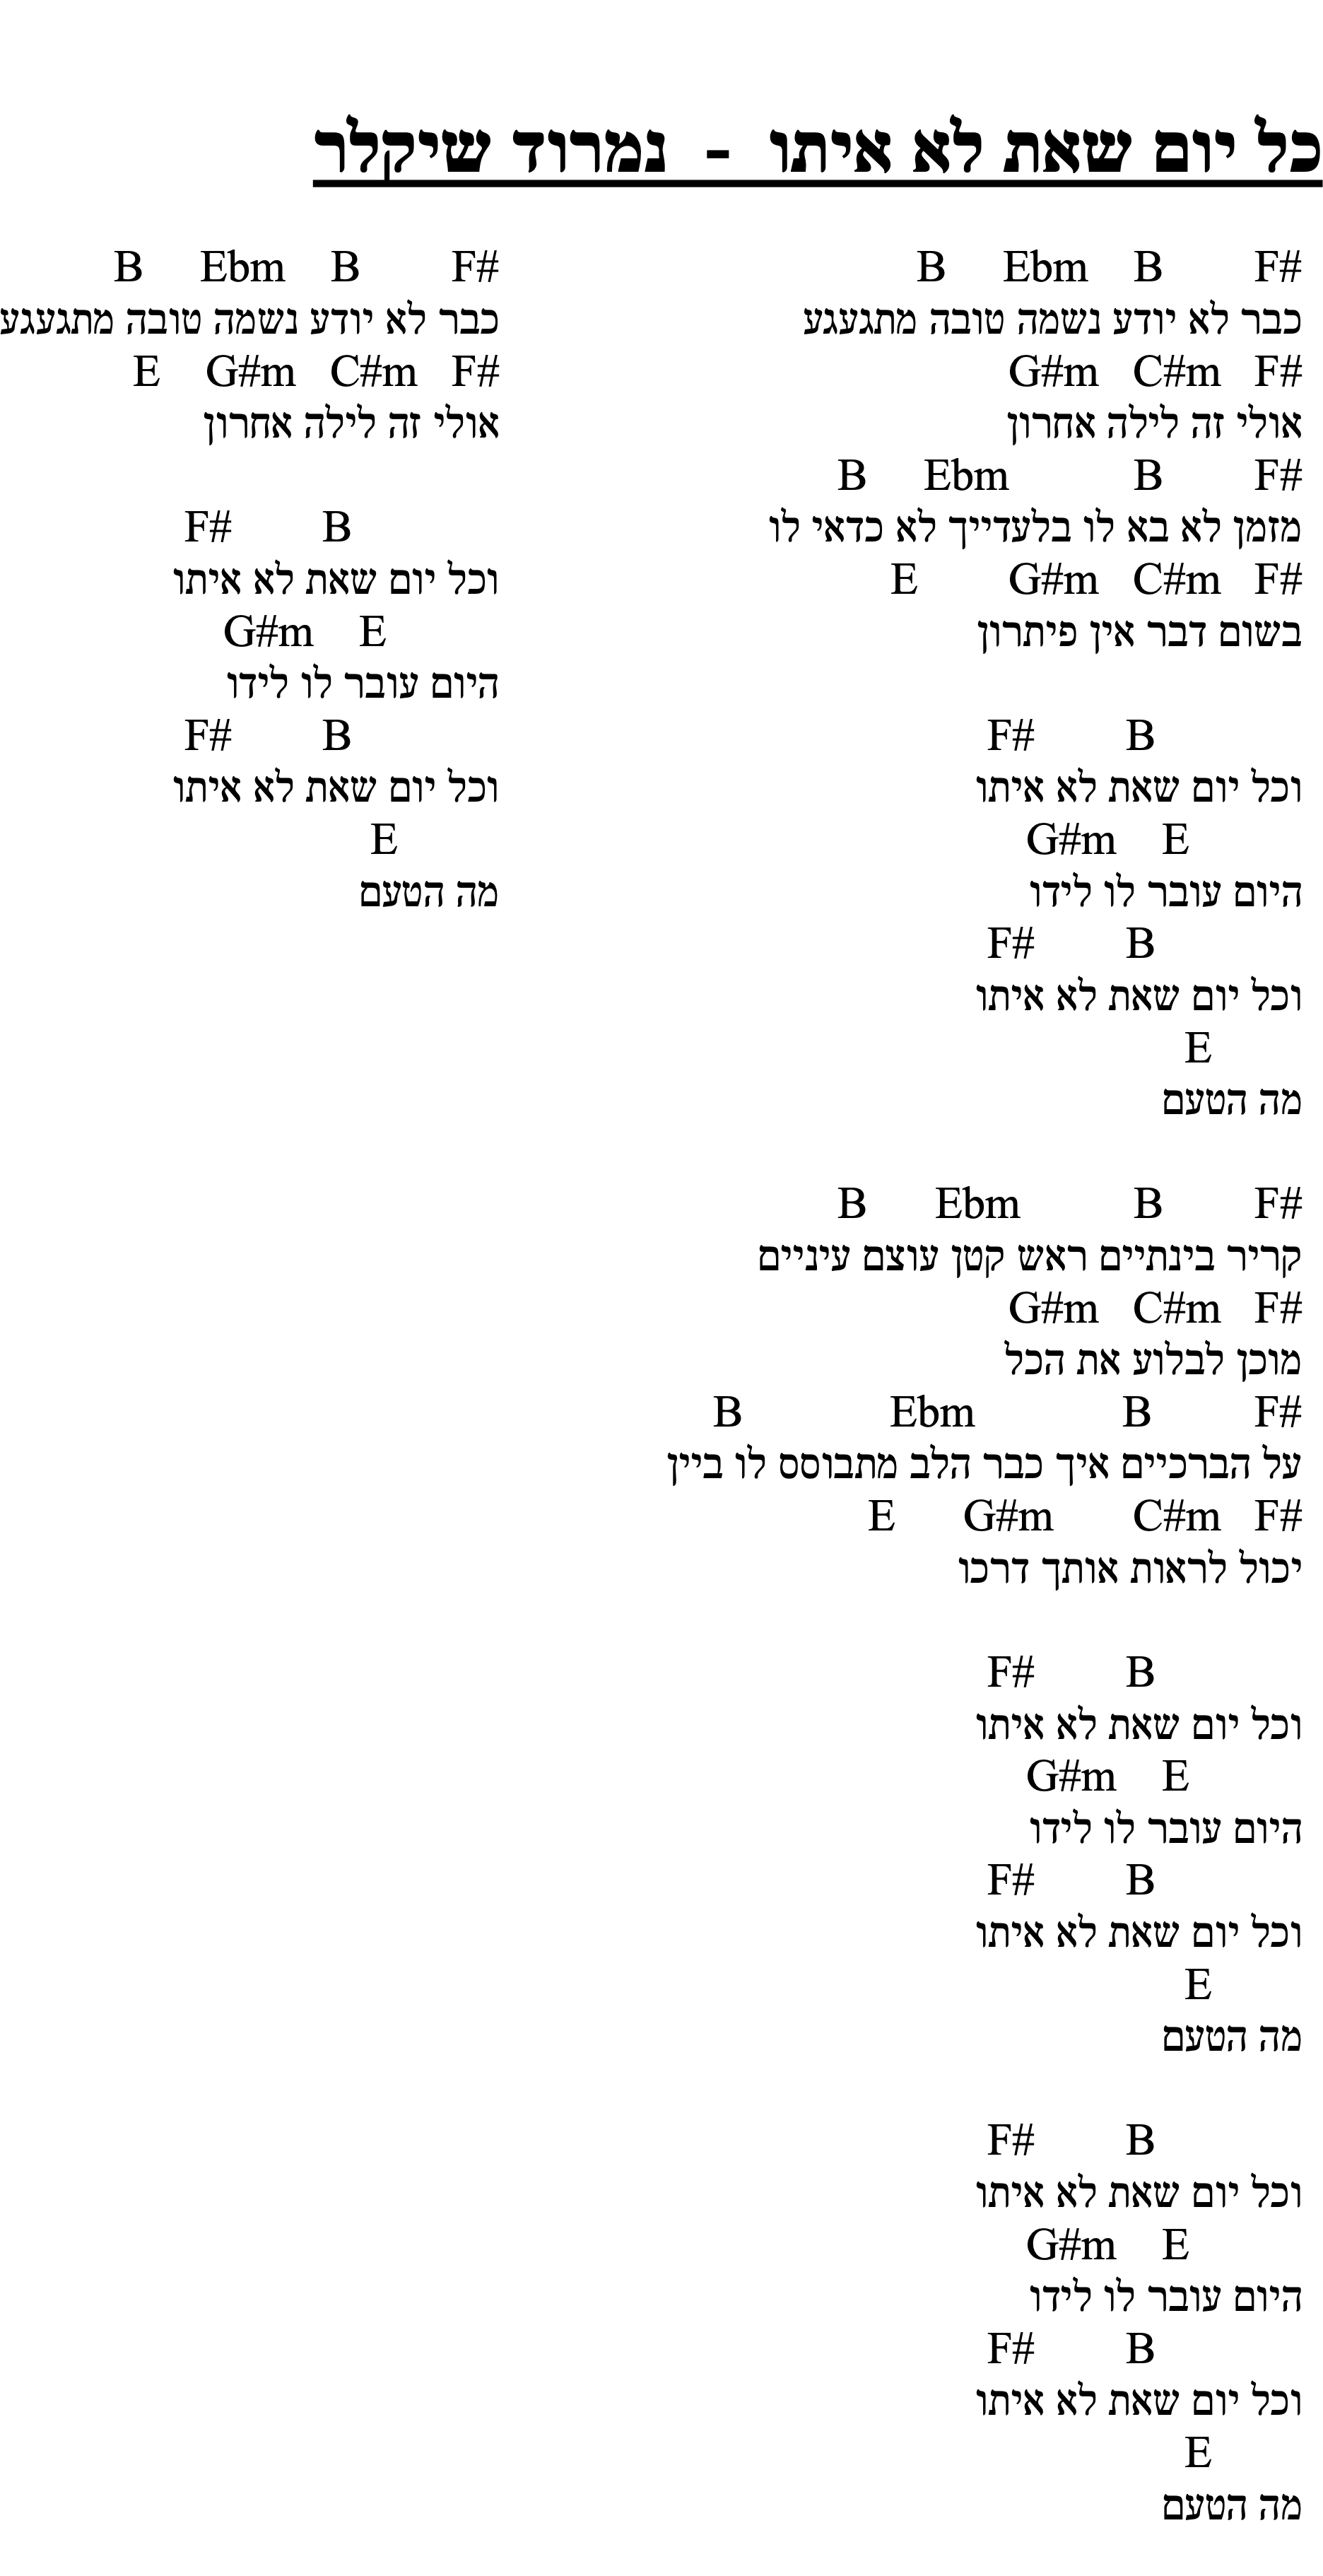 כל יום שאת לא איתו - נמרוד שיקלר
B Ebm B F#
כבר לא יודע נשמה טובה מתגעגע
G#m C#m F#
אולי זה לילה אחרון
B Ebm B F#
מזמן לא בא לו בלעדייך לא כדאי לו
E G#m C#m F#
בשום דבר אין פיתרון
F# B
וכל יום שאת לא איתו
G#m E
היום עובר לו לידו
F# B
וכל יום שאת לא איתו
E
מה הטעם
B Ebm B F#
קריר בינתיים ראש קטן עוצם עיניים
G#m C#m F#
מוכן לבלוע את הכל
B Ebm B F#
על הברכיים איך כבר הלב מתבוסס לו ביין
E G#m C#m F#
יכול לראות אותך דרכו
F# B
וכל יום שאת לא איתו
G#m E
היום עובר לו לידו
F# B
וכל יום שאת לא איתו
E
מה הטעם
F# B
וכל יום שאת לא איתו
G#m E
היום עובר לו לידו
F# B
וכל יום שאת לא איתו
E
מה הטעם
B Ebm B F#
כבר לא יודע נשמה טובה מתגעגע
E G#m C#m F#
אולי זה לילה אחרון
F# B
וכל יום שאת לא איתו
G#m E
היום עובר לו לידו
F# B
וכל יום שאת לא איתו
E
מה הטעם